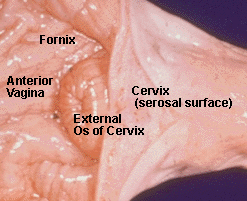 Fornix
Anterior
Vagina
Cervix
(serosal surface)
External
Os of Cervix